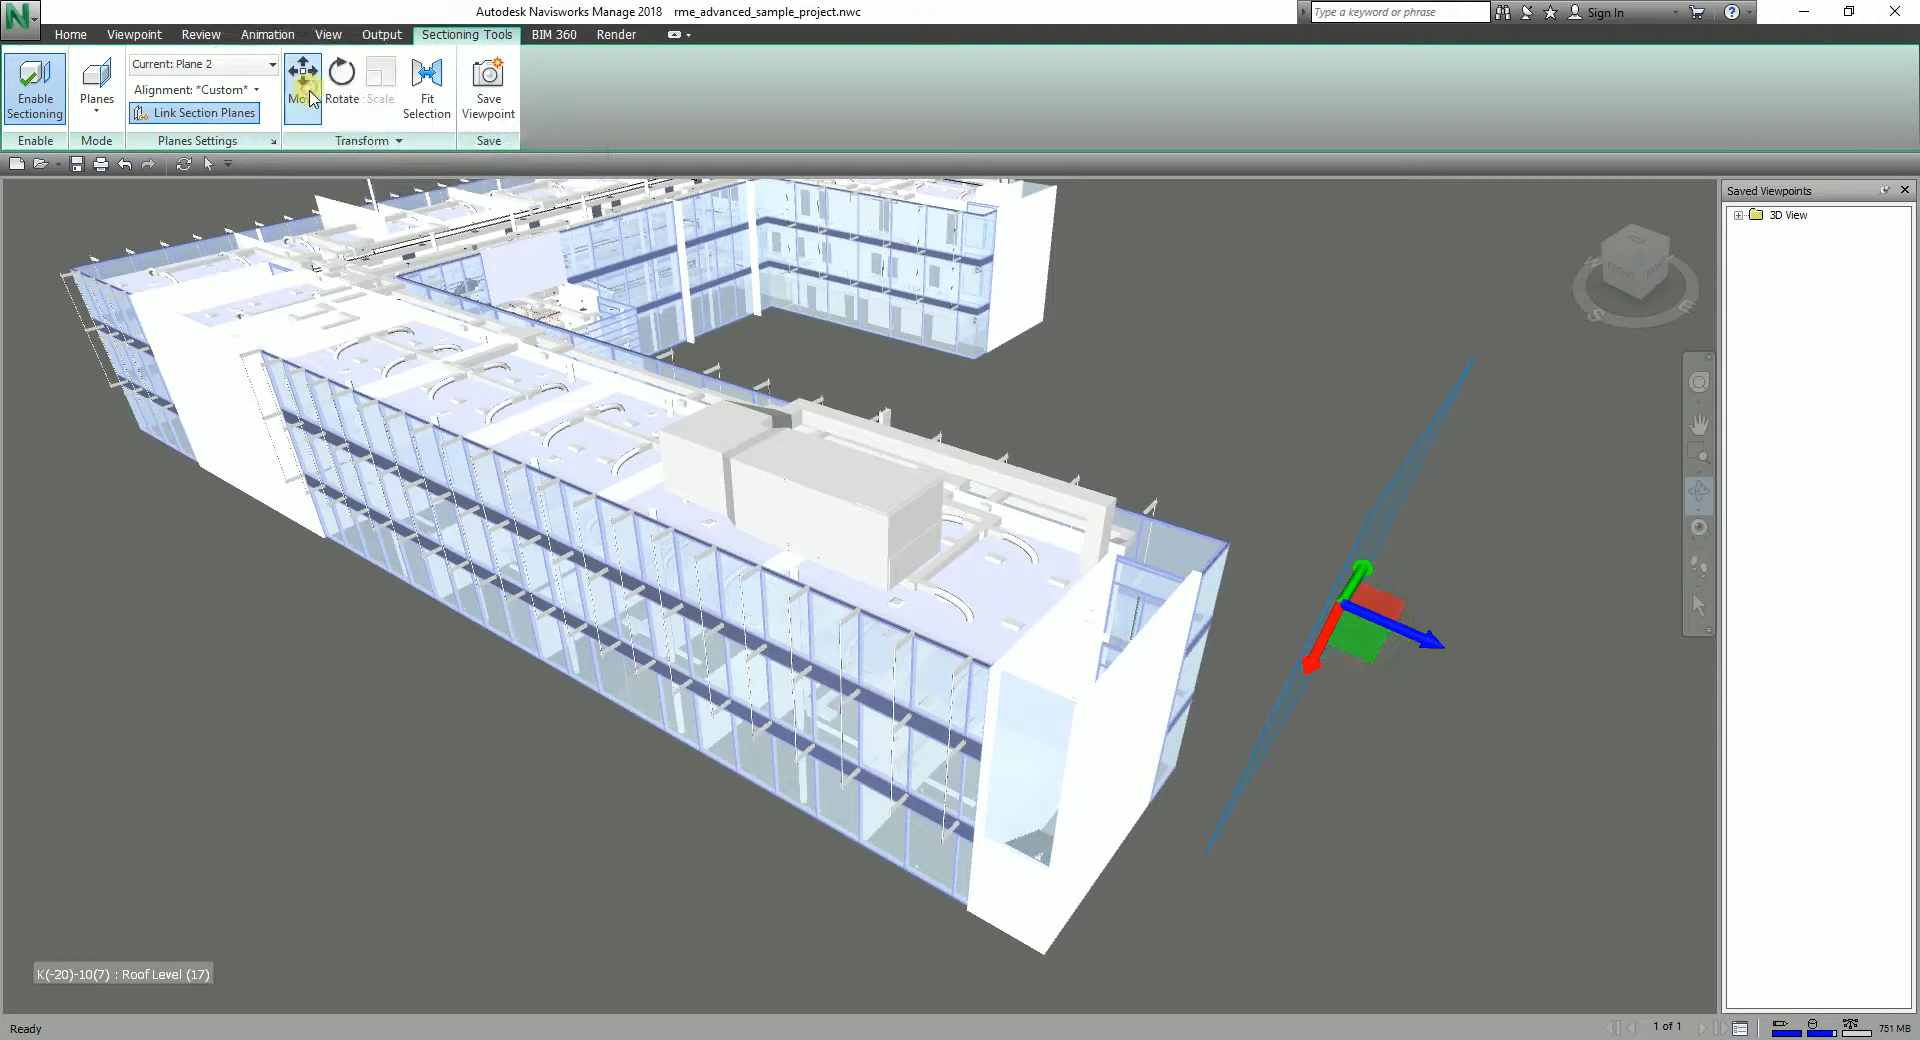 Autodesk Navisworks Manage 2018 rme_advanced_sample_project.nwc
Type a keyword or phrase
Sign In
Home Viewpoint Review Animation View Output Sectioning Tools BIM 360 Render
Enable Sectioning
Planes
Current: Plane 2
Alignment: *Custom*
Link Section Planes
Move
Rotate
Scale
Fit Selection
Save Viewpoint
Enable Mode Planes Settings Transform Save
Saved Viewpoints
3D View
W
S
E
K(-20)-10(7) : Roof Level (17)
Ready
1 of 1
751 MB